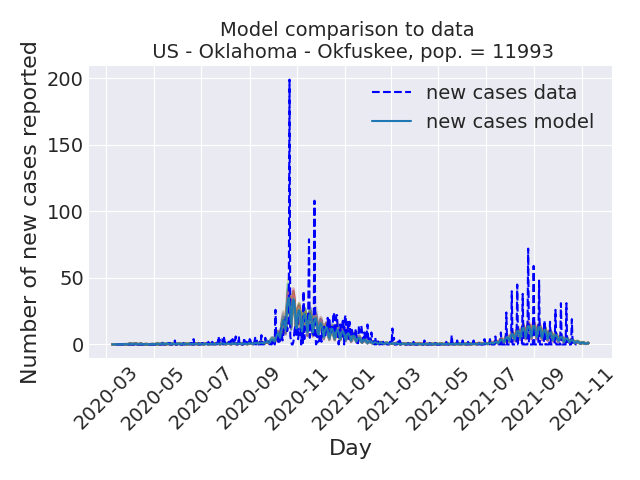 Model comparison to data
US - Oklahoma - Okfuskee, pop. = 11993
Number of new cases reported
200
150
100
50
0
new cases data
new cases model
2020-03
2020-05
2020-07
2020-09
2020-11
2021-01
2021-03
2021-05
2021-07
2021-09
2021-11
Day